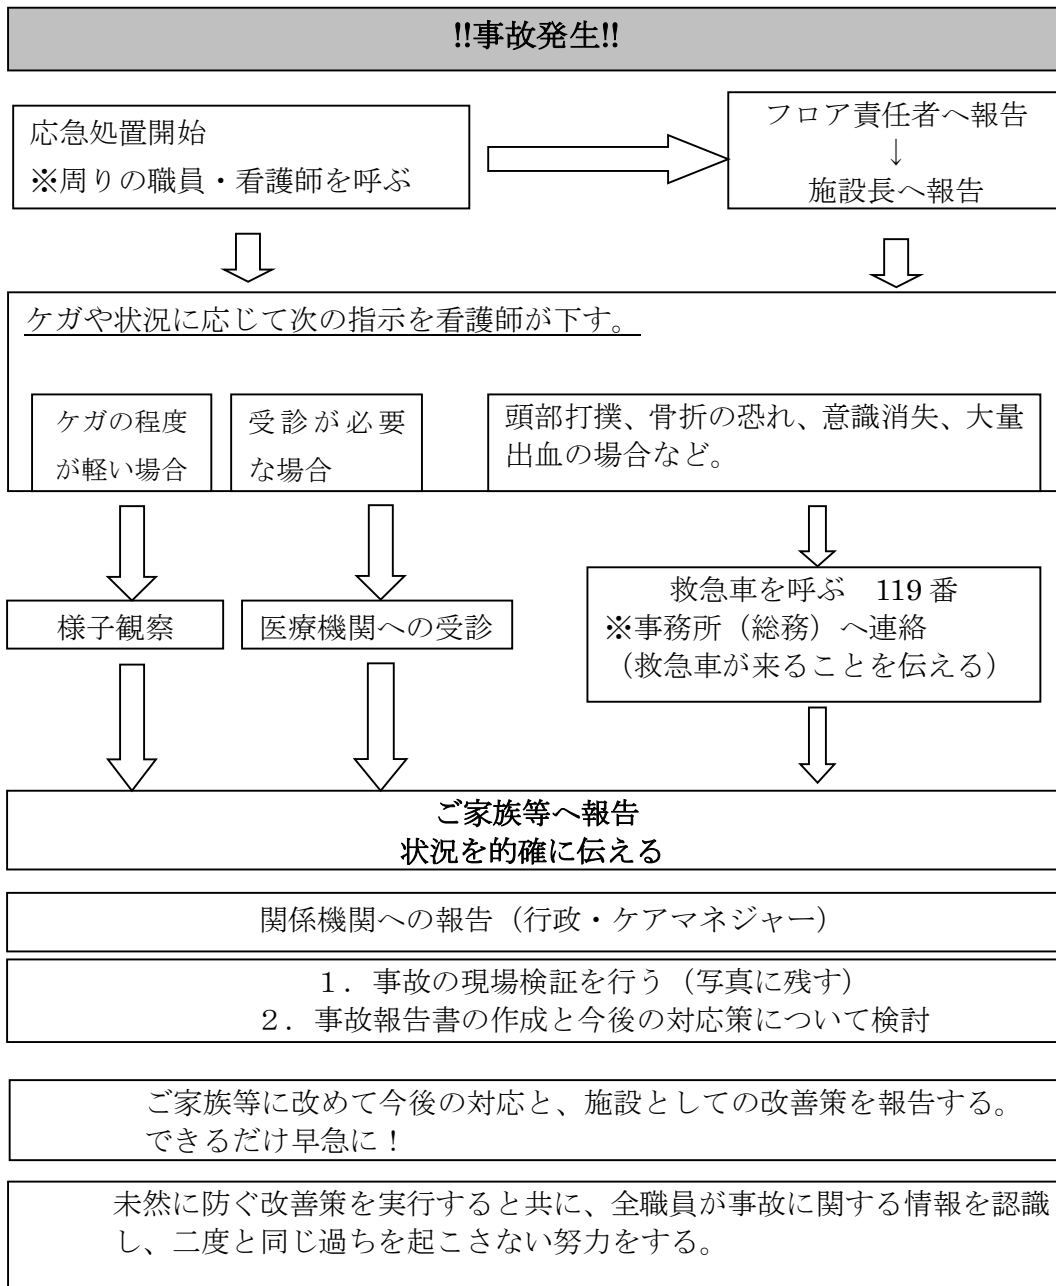 !!事故発生!!
応急処置開始
※周りの職員・看護師を呼ぶ
フロア責任者へ報告
↓
施設長へ報告
ケガや状況に応じて次の指示を看護師が下す。
ケガの程度
が軽い場合
受診が必要
な場合
頭部打撲、骨折の恐れ、意識消失、大量
出血の場合など。
様子観察
医療機関への受診
救急車を呼ぶ　119 番
※事務所（総務）へ連絡
（救急車が来ることを伝える）
ご家族等へ報告
状況を的確に伝える
関係機関への報告（行政・ケアマネジャー）
１．事故の現場検証を行う（写真に残す）
２．事故報告書の作成と今後の対応策について検討
ご家族等に改めて今後の対応と、施設としての改善策を報告する。
できるだけ早急に！
未然に防ぐ改善策を実行すると共に、全職員が事故に関する情報を認識
し、二度と同じ過ちを起こさない努力をする。